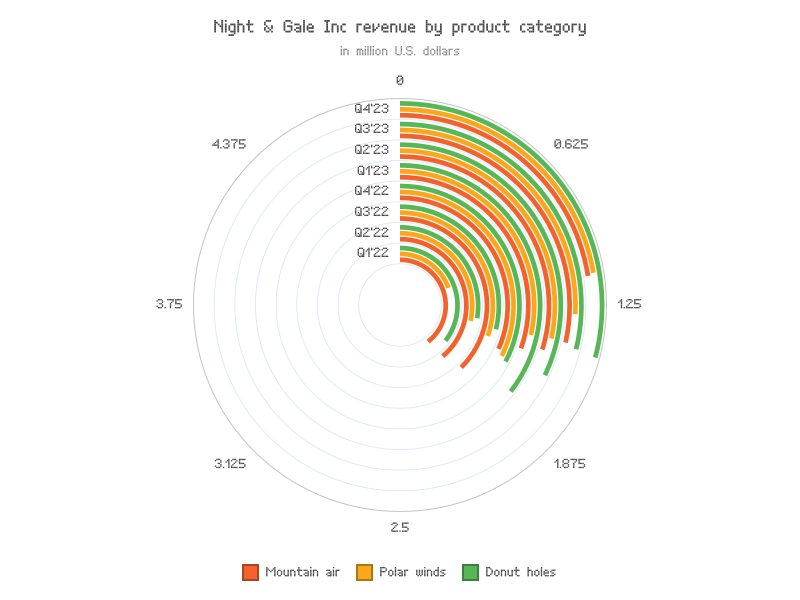 Night & Gale Inc revenue by product category
in million U.S. dollars
0
0.625
1.25
1.875
2.5
3.125
3.75
4.375
Q4'23
Q3'23
Q2'23
Q1'23
Q4'22
Q3'22
Q2'22
Q1'22
Mountain air
Polar winds
Donut holes